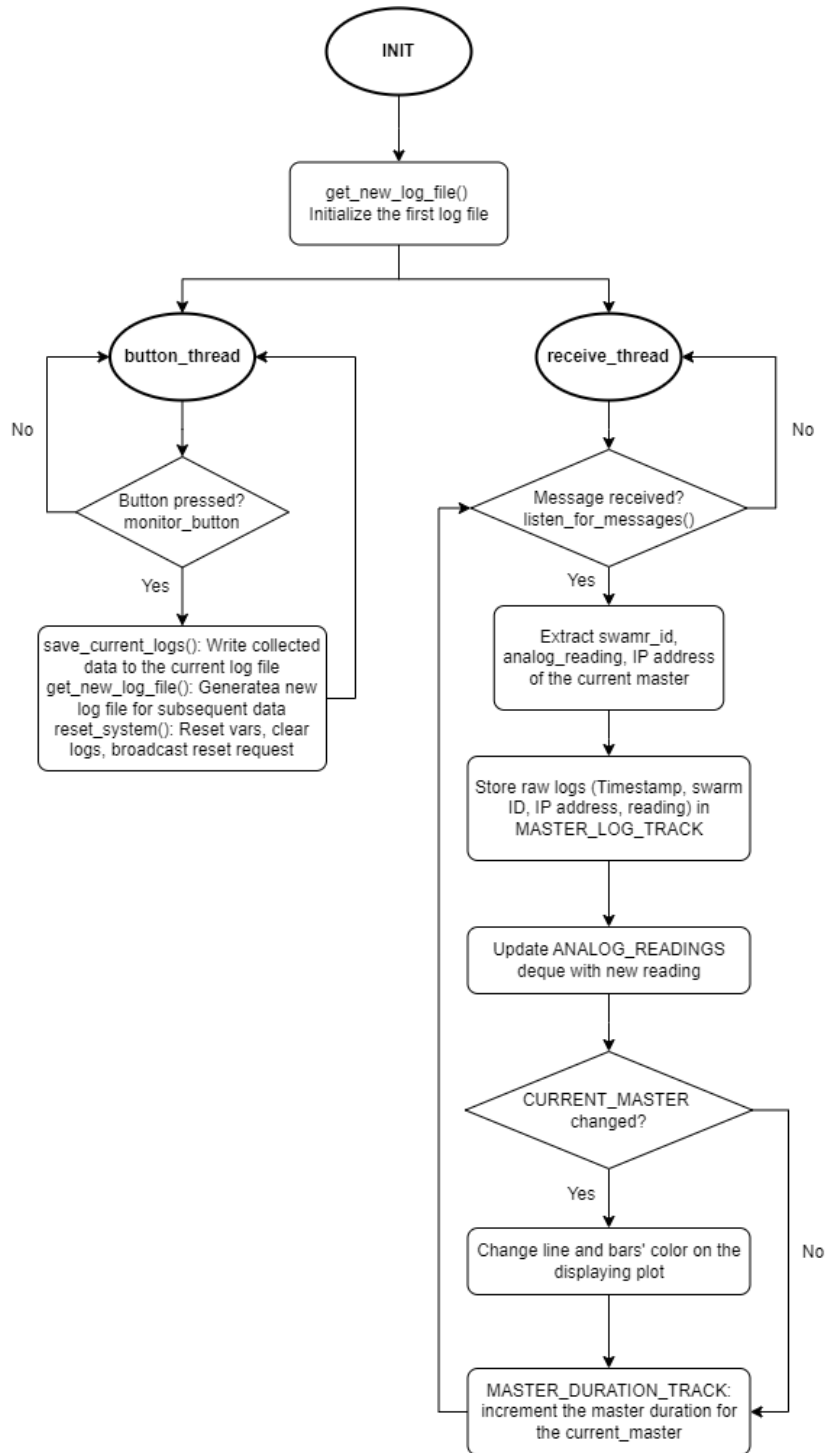 INIT
get_new_log_file()
Initialize the first log file
button_thread
No
Button pressed?
monitor_button
Yes
save_current_logs(): Write collected
data to the current log file
get_new_log_file(): Generatea new
log file for subsequent data
reset_system(): Reset vars, clear
logs, broadcast reset request
receive_thread
No
Message received?
listen_for_messages()
Yes
Extract swamr_id,
analog_reading, IP address
of the current master
Store raw logs (Timestamp, swarm
ID, IP address, reading) in
MASTER_LOG_TRACK
Update ANALOG_READINGS
deque with new reading
CURRENT_MASTER
changed?
Yes
No
Change line and bars' color on the
displaying plot
MASTER_DURATION_TRACK:
increment the master duration for
the current_master